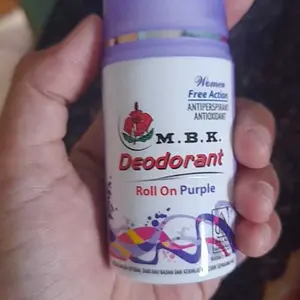 Women
Free Action
ANTIPERSPIRANT
ANTIOXIDANT
M.B.K.
Deodorant
Roll On Purple